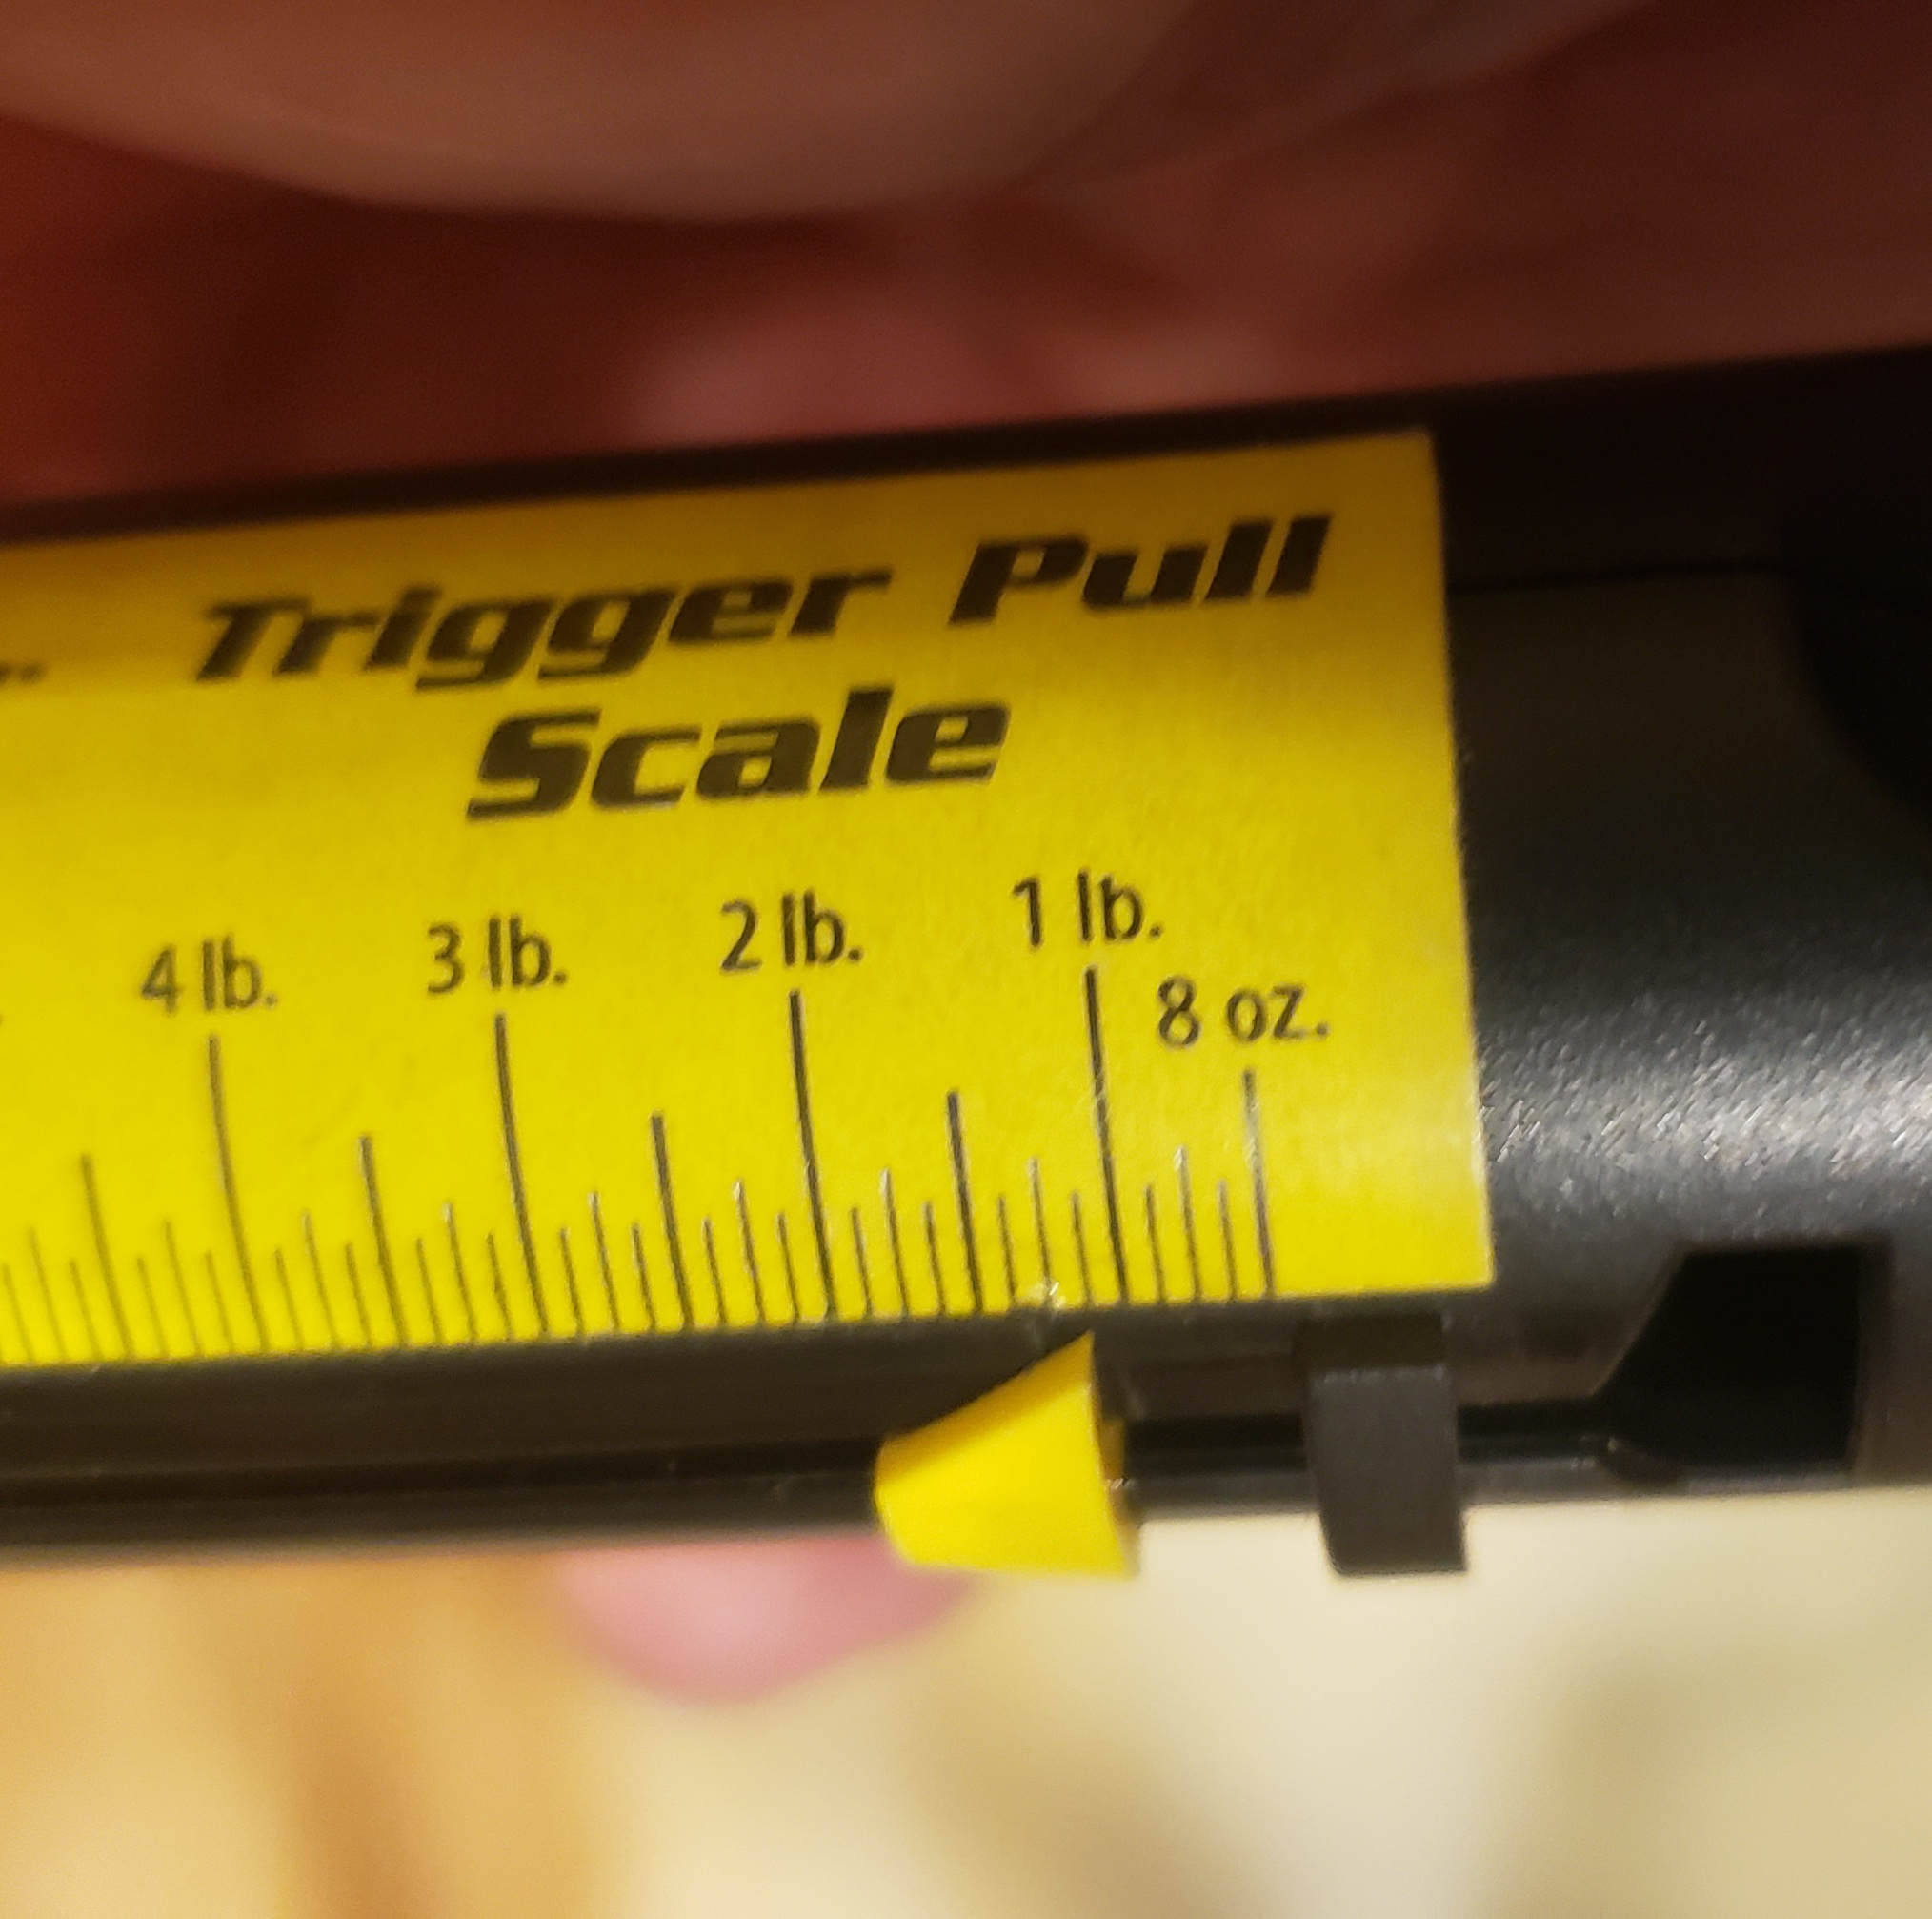 Trigger Pull
Scale
4 lb. 3 lb. 2 lb. 1 lb.
8 oz.